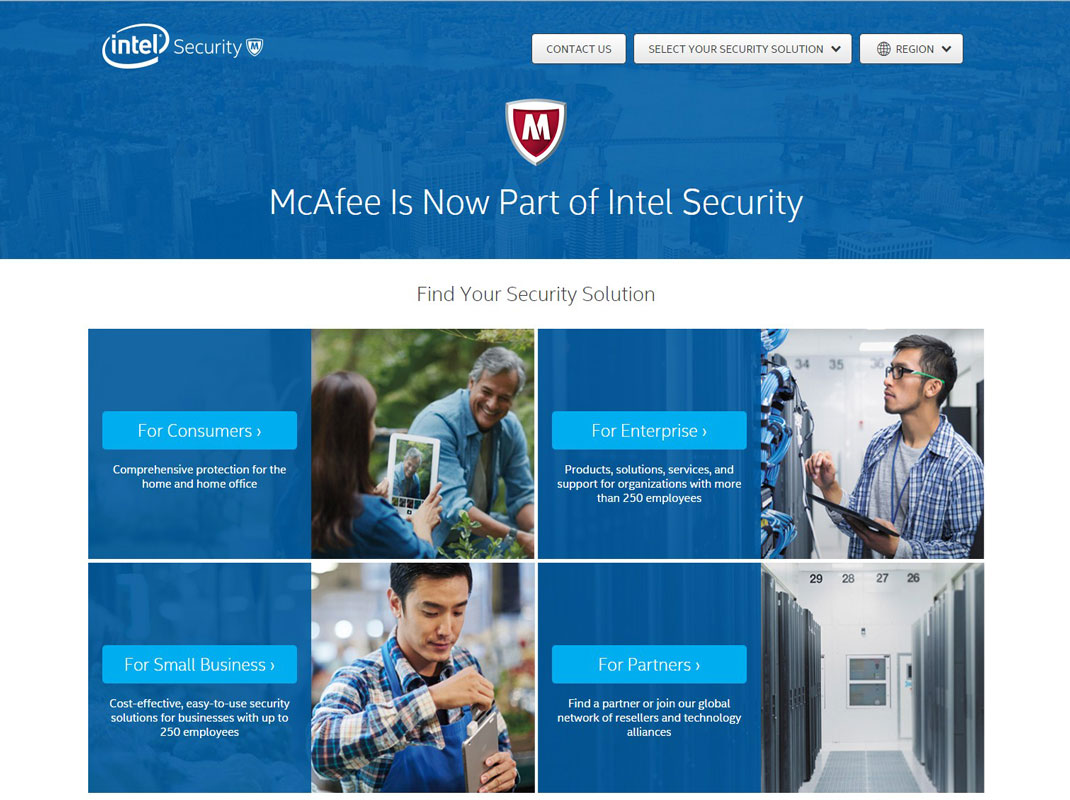 intel Security M
CONTACT US
SELECT YOUR SECURITY SOLUTION
REGION
M
McAfee Is Now Part of Intel Security
Find Your Security Solution
For Consumers ›
Comprehensive protection for the
home and home office
For Enterprise ›
Products, solutions, services, and
support for organizations with more
than 250 employees
34 35 36
For Small Business ›
Cost-effective, easy-to-use security
solutions for businesses with up to
250 employees
For Partners ›
Find a partner or join our global
network of resellers and technology
alliances
29 28 27 26